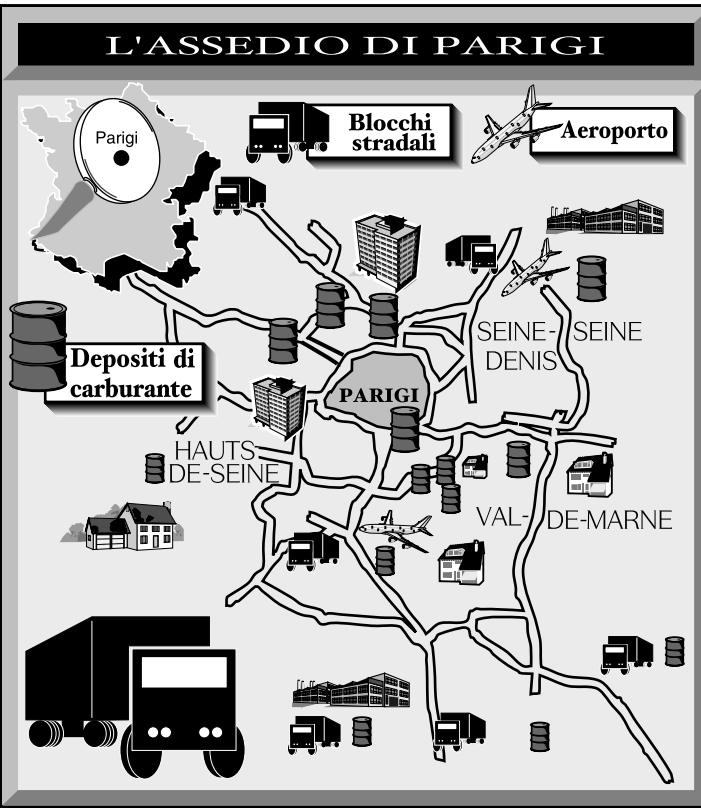 L'ASSEDIO DI PARIGI
Parigi
Blocchi
stradali
Aeroporto
Depositi di
carburante
SEINE- SEINE
DENIS
PARIGI
HAUTS-
DE-SEINE
VAL- DE-MARNE